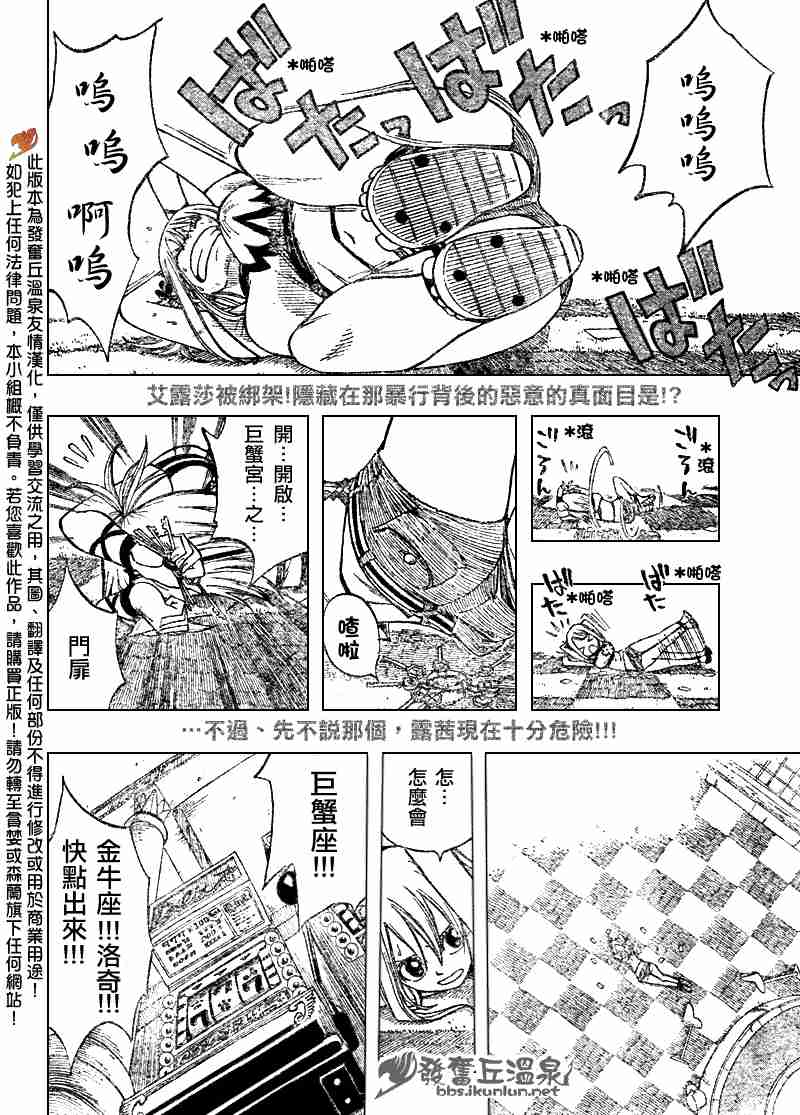 嗚
嗚
嗚
*啪嗒
ばたっ
*啪嗒
ばたっ
*啪嗒
ばたっ
嗚
嗚
啊
嗚
艾露莎被綁架!隱藏在那暴行背後的惡意的真面目是!?
*滾
ごろーん
*滾
ごろーん
*啪嗒
ばた
*啪嗒
ばた
喳啦
開…開啟…
巨蟹宮…之…
門扉
…不過、先不說那個，露茜現在十分危險!!!
怎…
怎麼會
巨蟹座!!!
金牛座!!!洛奇!!!
快點出來!!!
777
此版本為發奮丘溫泉友情漢化，僅供學習交流之用，其圖、翻譯及任何部份不得進行修改或用於商業用途！
如犯上任何法律問題，本小組概不負責。若您喜歡此作品，請購買正版！請勿轉至貪婪或森蘭旗下任何網站！
發奮丘溫泉
bbs.ikunlun.net